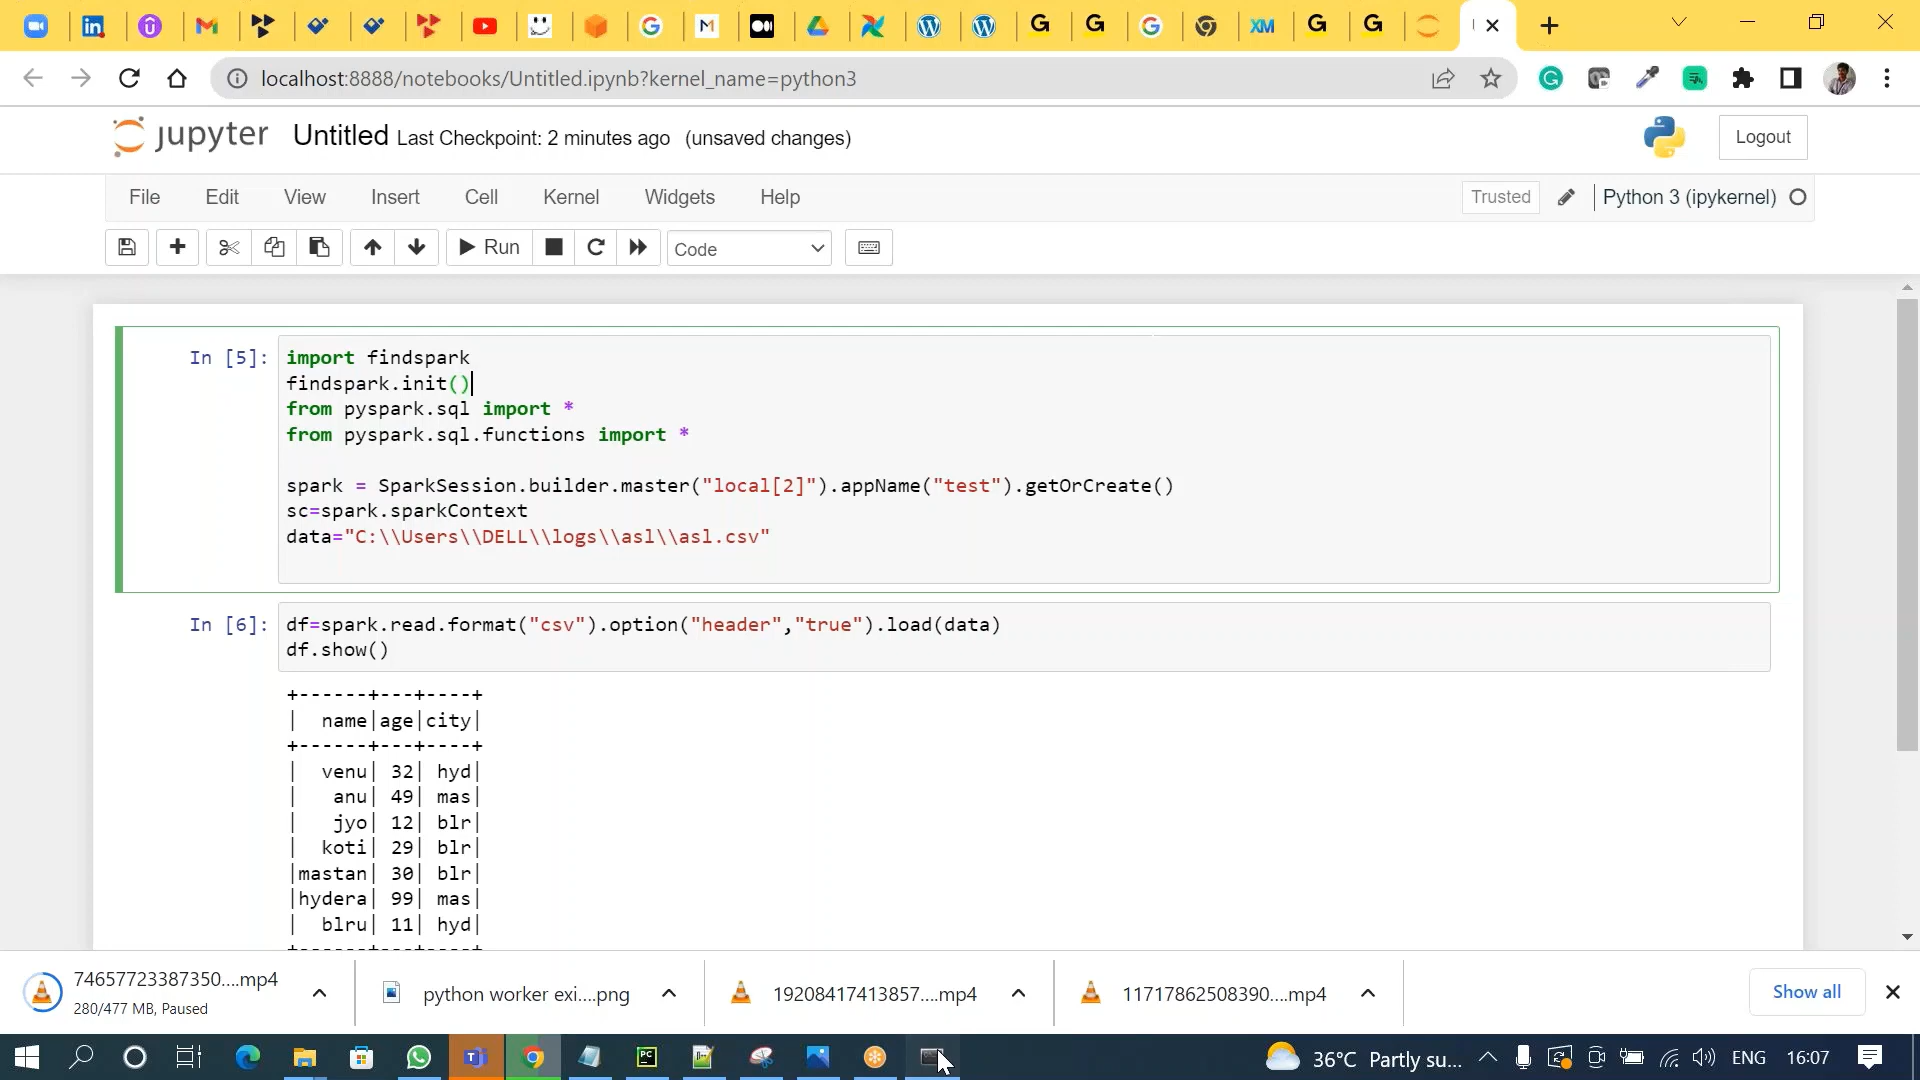 localhost:8888/notebooks/Untitled.ipynb?kernel_name=python3
jupyter Untitled Last Checkpoint: 2 minutes ago (unsaved changes)
Logout
File Edit View Insert Cell Kernel Widgets Help
Trusted Python 3 (ipykernel)
Run Code
In [5]: import findspark
findspark.init()
from pyspark.sql import *
from pyspark.sql.functions import *
spark = SparkSession.builder.master("local[2]").appName("test").getOrCreate()
sc=spark.sparkContext
data="C:\\Users\\DELL\\logs\\asl\\asl.csv"
In [6]: df=spark.read.format("csv").option("header","true").load(data)
df.show()
+------+---+----+
|  name|age|city|
+------+---+----+
|  venu| 32| hyd|
|   anu| 49| mas|
|   jyo| 12| blr|
|  koti| 29| blr|
|mastan| 30| blr|
|hydera| 99| mas|
|  blru| 11| hyd|
74657723387350....mp4
280/477 MB, Paused
python worker exi....png
19208417413857....mp4
11717862508390....mp4
Show all
36°C Partly su... ENG 16:07